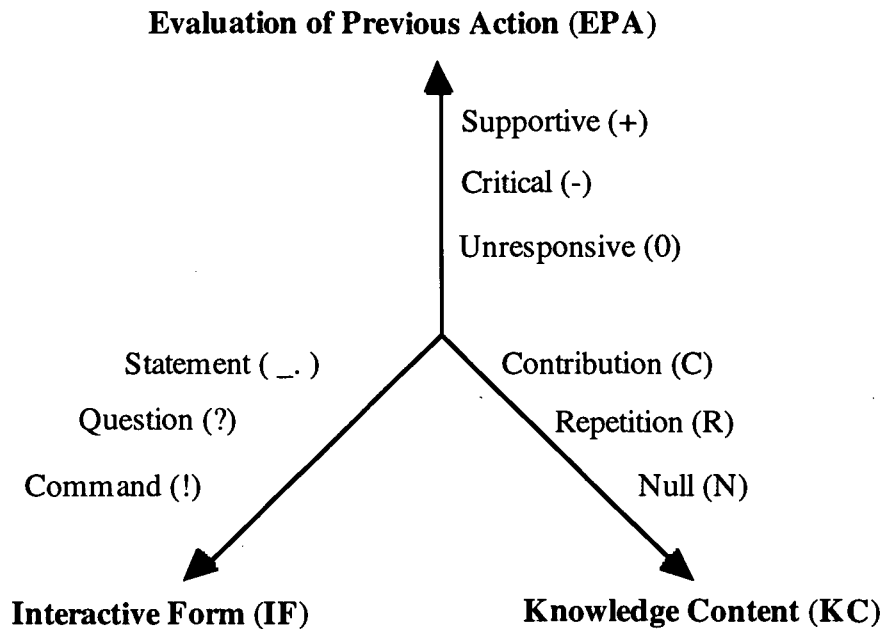 Evaluation of Previous Action (EPA)
Supportive (+)
Critical (-)
Unresponsive (0)
Statement ( _. )
Question (?)
Command (!)
Contribution (C)
Repetition (R)
Null (N)
Interactive Form (IF)
Knowledge Content (KC)